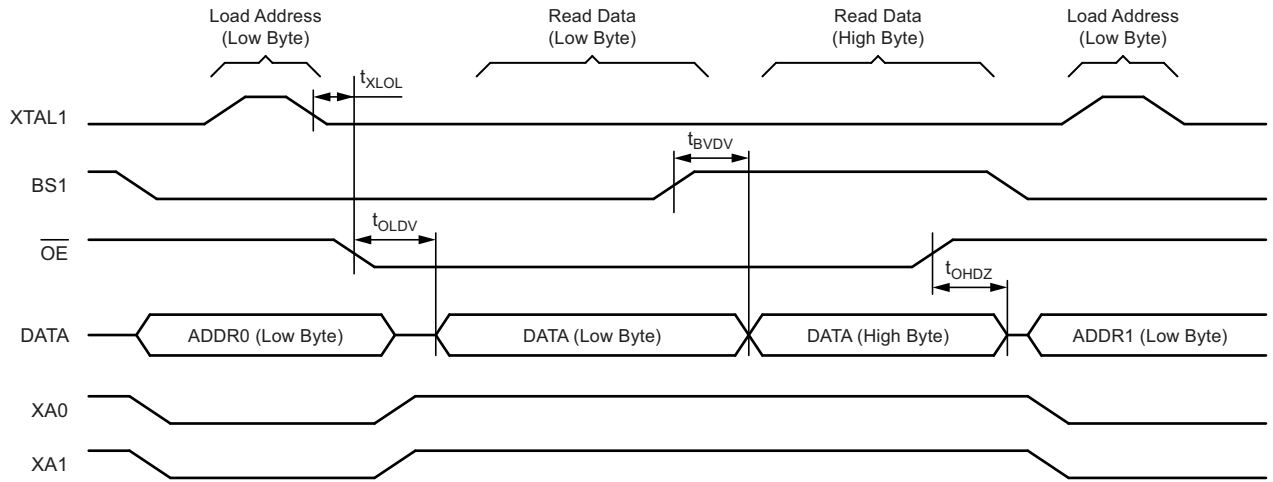 Load Address
(Low Byte)
Read Data
(Low Byte)
Read Data
(High Byte)
Load Address
(Low Byte)
tXLOL
XTAL1
tBVDV
BS1
tOLDV
OE
tOHDZ
DATA
ADDR0 (Low Byte)
DATA (Low Byte)
DATA (High Byte)
ADDR1 (Low Byte)
XA0
XA1